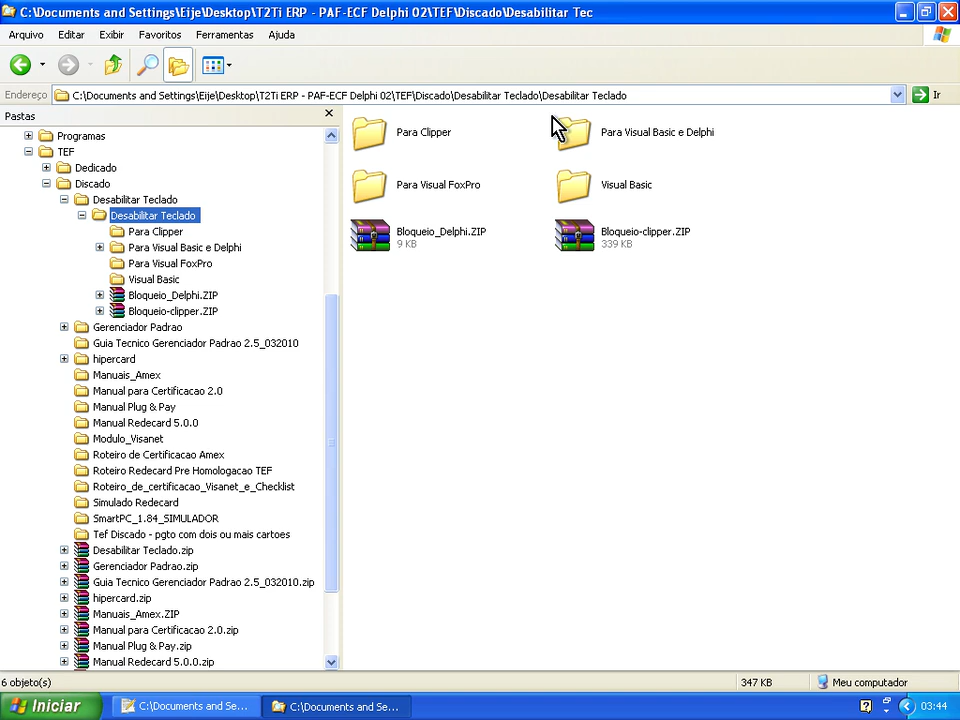 C:\Documents and Settings\Eije\Desktop\T2Ti ERP - PAF-ECF Delphi 02\TEF\Discado\Desabilitar Tec
Arquivo Editar Exibir Favoritos Ferramentas Ajuda
Endereço C:\Documents and Settings\Eije\Desktop\T2Ti ERP - PAF-ECF Delphi 02\TEF\Discado\Desabilitar Teclado\Desabilitar Teclado Ir
Pastas
Programas
TEF
Dedicado
Discado
Desabilitar Teclado
Desabilitar Teclado
Para Clipper
Para Visual Basic e Delphi
Para Visual FoxPro
Visual Basic
Bloqueio_Delphi.ZIP
Bloqueio-clipper.ZIP
Gerenciador Padrao
Guia Tecnico Gerenciador Padrao 2.5_032010
hipercard
Manuais_Amex
Manual para Certificacao 2.0
Manual Plug & Pay
Manual Redecard 5.0.0
Modulo_Visanet
Roteiro de Certificacao Amex
Roteiro Redecard Pre Homologacao TEF
Roteiro_de_certificacao_Visanet_e_Checklist
Simulado Redecard
SmartPC_1.84_SIMULADOR
Tef Discado - pgto com dois ou mais cartoes
Desabilitar Teclado.zip
Gerenciador Padrao.zip
Guia Tecnico Gerenciador Padrao 2.5_032010.zip
hipercard.zip
Manuais_Amex.ZIP
Manual para Certificacao 2.0.zip
Manual Plug & Pay.zip
Manual Redecard 5.0.0.zip
Para Clipper
Para Visual Basic e Delphi
Para Visual FoxPro
Visual Basic
Bloqueio_Delphi.ZIP
9 KB
Bloqueio-clipper.ZIP
339 KB
6 objeto(s) 347 KB Meu computador
Iniciar C:\Documents and Se... C:\Documents and Se... 03:44